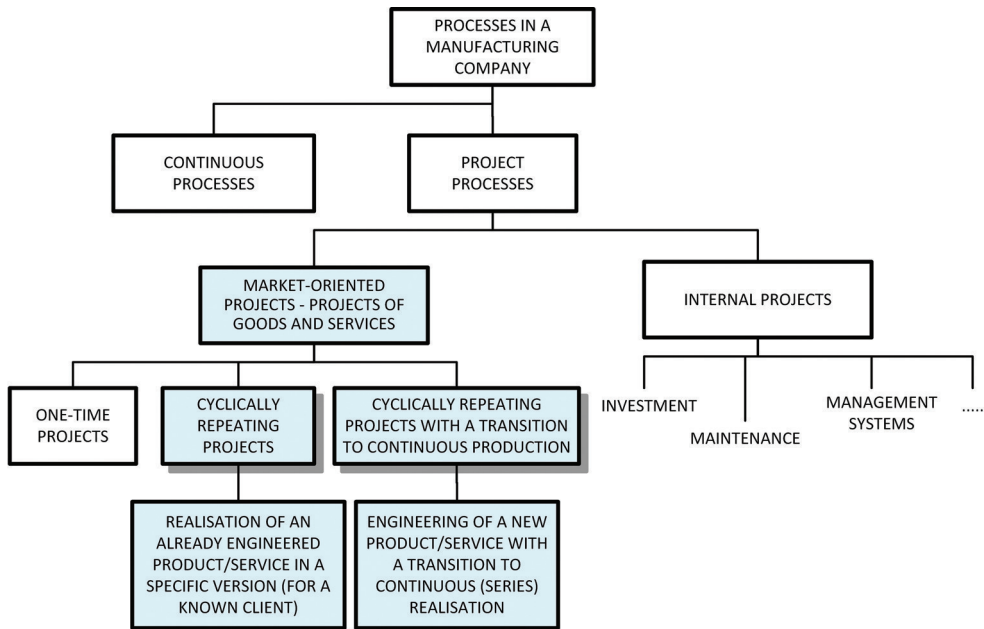 PROCESSES IN A
MANUFACTURING
COMPANY
CONTINUOUS
PROCESSES
PROJECT
PROCESSES
MARKET-ORIENTED
PROJECTS - PROJECTS OF
GOODS AND SERVICES
INTERNAL PROJECTS
ONE-TIME
PROJECTS
CYCLICALLY
REPEATING
PROJECTS
CYCLICALLY REPEATING
PROJECTS WITH A TRANSITION
TO CONTINUOUS PRODUCTION
INVESTMENT
MAINTENANCE
MANAGEMENT
SYSTEMS
.....
REALISATION OF AN
ALREADY ENGINEERED
PRODUCT/SERVICE IN A
SPECIFIC VERSION (FOR A
KNOWN CLIENT)
ENGINEERING OF A NEW
PRODUCT/SERVICE WITH
A TRANSITION TO
CONTINUOUS (SERIES)
REALISATION